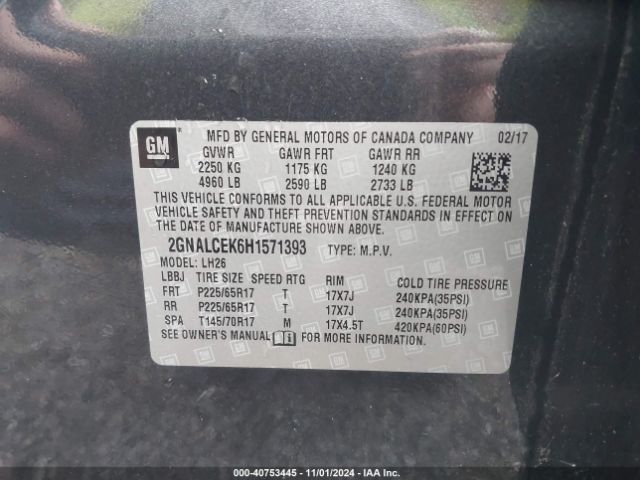 GM
MFD BY GENERAL MOTORS OF CANADA COMPANY 02/17
GVWR GAWR FRT GAWR RR
2250 KG 1175 KG 1240 KG
4960 LB 2590 LB 2733 LB
THIS VEHICLE CONFORMS TO ALL APPLICABLE U.S. FEDERAL MOTOR
VEHICLE SAFETY AND THEFT PREVENTION STANDARDS IN EFFECT ON
THE DATE OF MANUFACTURE SHOWN ABOVE.
2GNALCEK6H1571393 TYPE: M.P.V.
MODEL: LH26
LBBJ TIRE SIZE SPEED RTG RIM COLD TIRE PRESSURE
FRT P225/65R17 T 17X7J 240KPA(35PSI)
RR P225/65R17 T 17X7J 240KPA(35PSI)
SPA T145/70R17 M 17X4.5T 420KPA(60PSI)
SEE OWNER'S MANUAL FOR MORE INFORMATION.
000-40753445 - 11/01/2024 - IAA Inc.